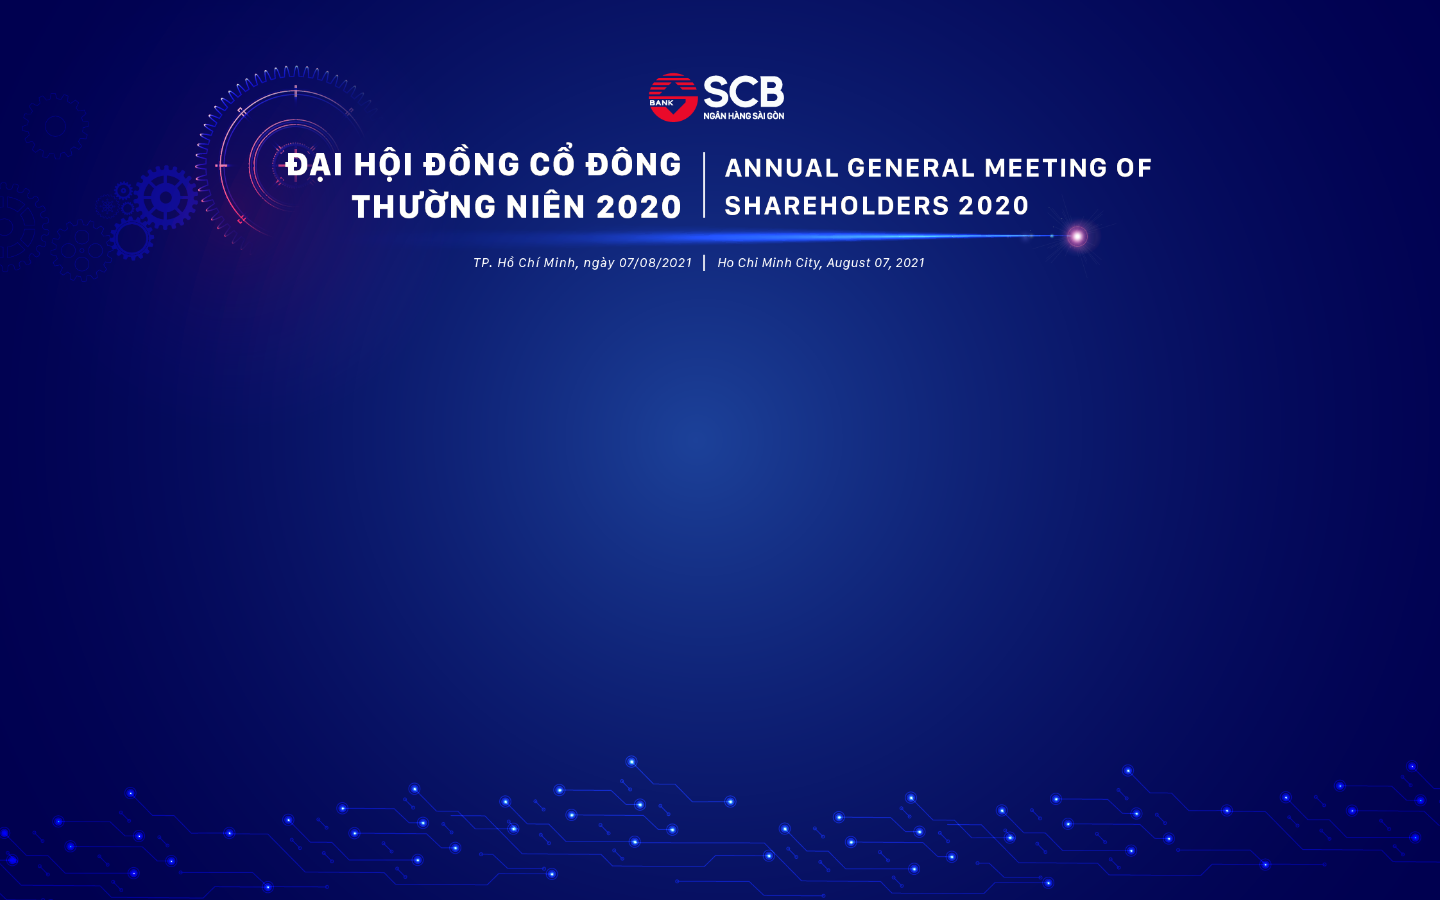 BANK
SCB
NGÂN HÀNG SÀI GÒN
ĐẠI HỘI ĐỒNG CỔ ĐÔNG
THƯỜNG NIÊN 2020
ANNUAL GENERAL MEETING OF
SHAREHOLDERS 2020
TP. Hồ Chí Minh, ngày 07/08/2021
Ho Chi Minh City, August 07, 2021